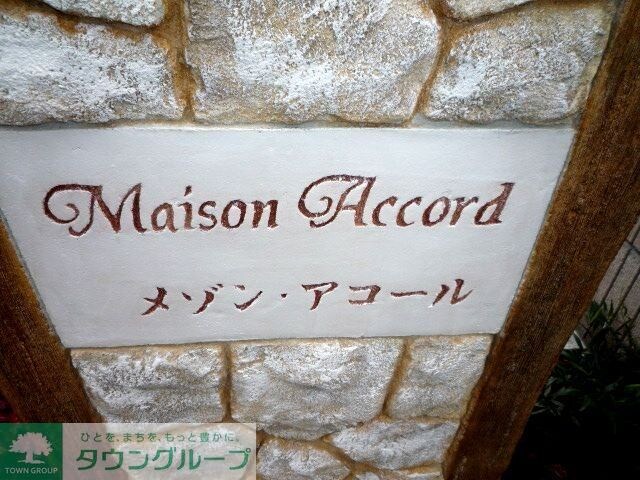 Maison Accord
メゾン・アコール
ひとを、まちを、もっと豊かに。
タウングループ
TOWN GROUP